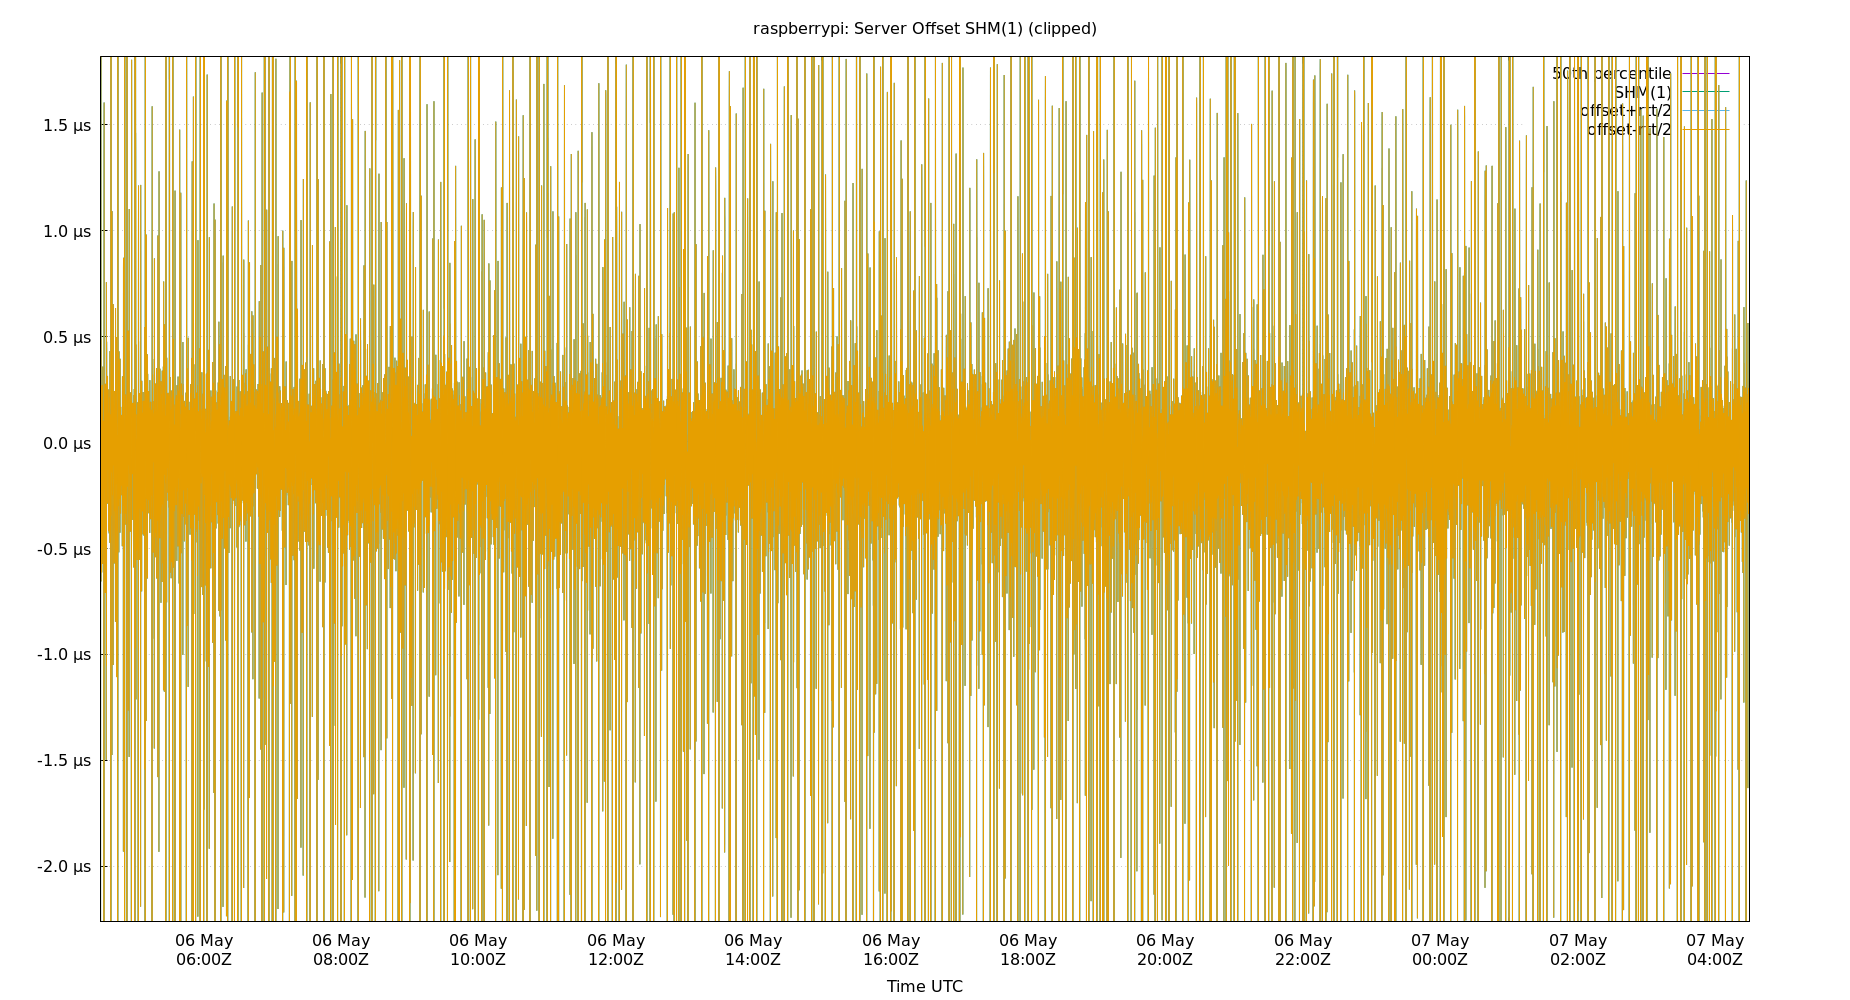 raspberrypi: Server Offset SHM(1) (clipped)
50th percentile
SHM(1)
offset+rtt/2
offset-rtt/2
1.5 µs
1.0 µs
0.5 µs
0.0 µs
-0.5 µs
-1.0 µs
-1.5 µs
-2.0 µs
06 May 06 May 06 May 06 May 06 May 06 May 06 May 06 May 06 May 07 May 07 May 07 May
06:00Z 08:00Z 10:00Z 12:00Z 14:00Z 16:00Z 18:00Z 20:00Z 22:00Z 00:00Z 02:00Z 04:00Z
Time UTC